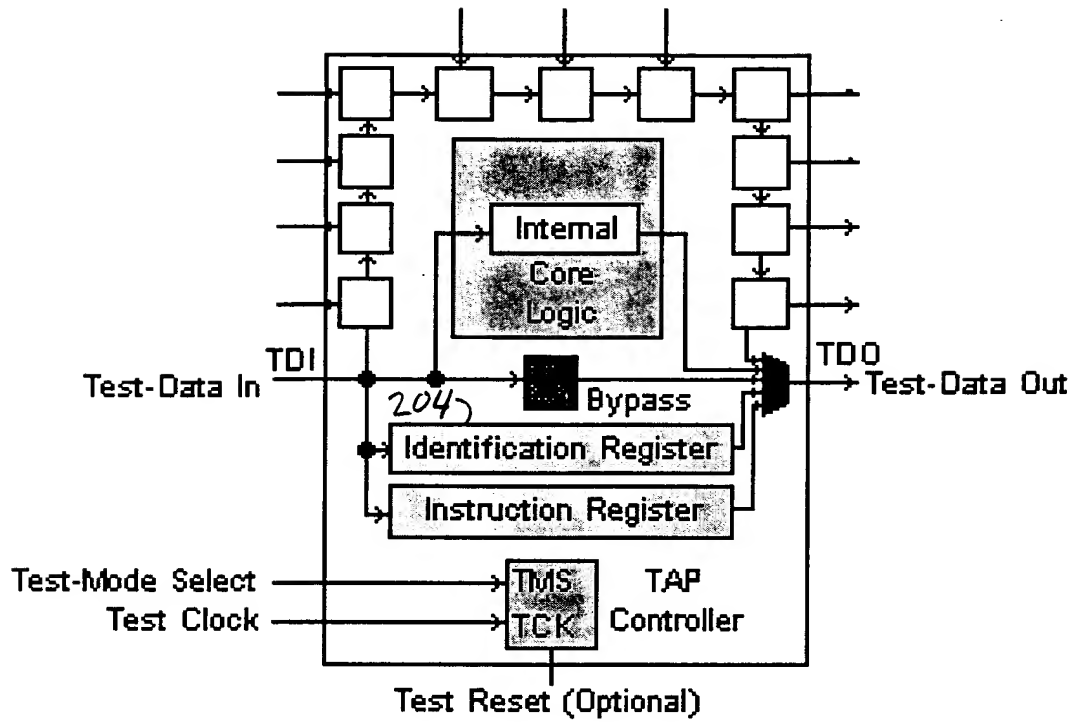 Internal
Core
Logic
TDI
TDO
Test-Data In
Test-Data Out
204
Bypass
Identification Register
Instruction Register
Test-Mode Select
TMS
TAP
Test Clock
TCK
Controller
Test Reset (Optional)